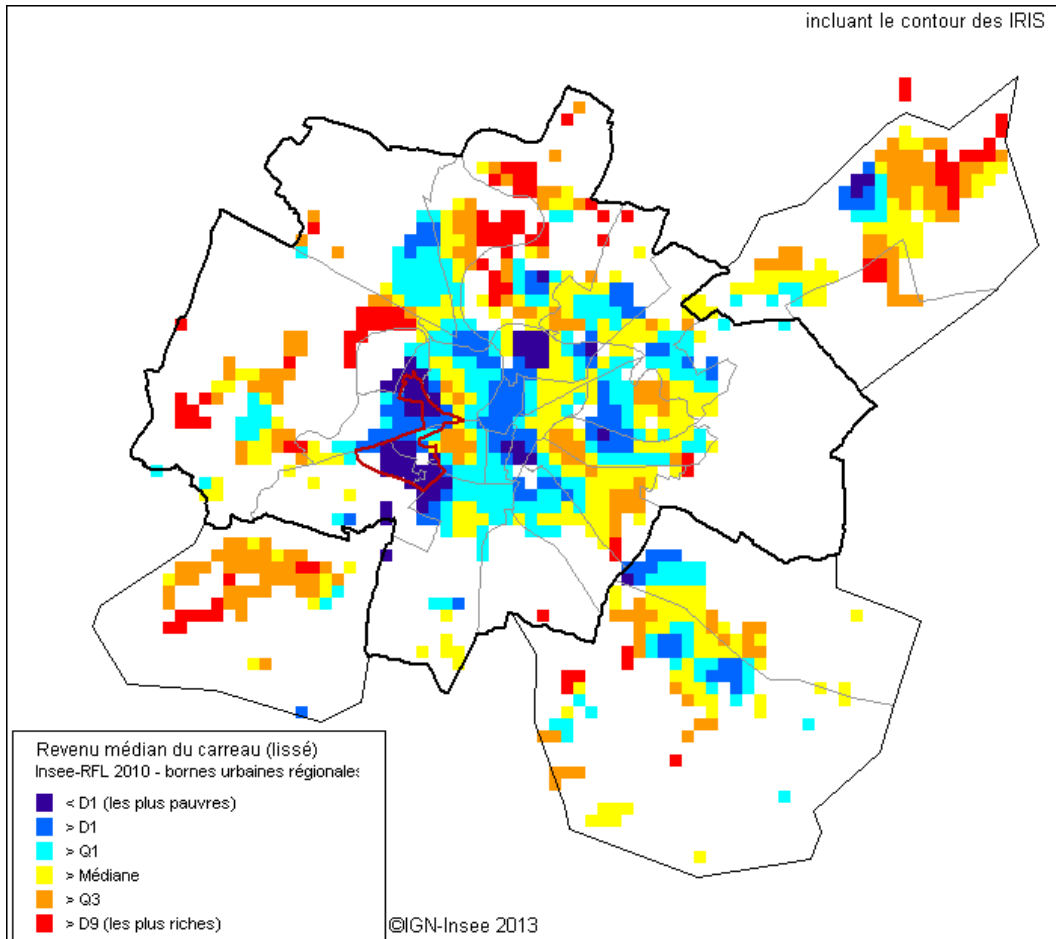 incluant le contour des IRIS
Revenu médian du carreau (lissé)
Insee-RFL 2010 - bornes urbaines régionales
< D1 (les plus pauvres)
> D1
> Q1
> Médiane
> Q3
> D9 (les plus riches)
©IGN-Insee 2013